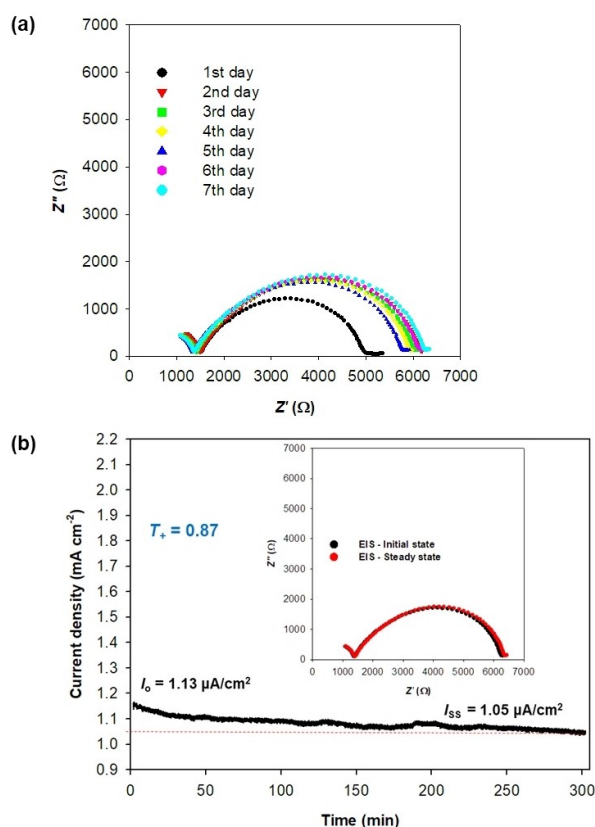 (a)
7000
6000
5000
4000
3000
2000
1000
0
Z″ (Ω)
1st day
2nd day
3rd day
4th day
5th day
6th day
7th day
0 1000 2000 3000 4000 5000 6000 7000
Z′ (Ω)
(b)
2.2
2.1
2.0
1.9
1.8
1.7
1.6
1.5
1.4
1.3
1.2
1.1
1.0
0.9
Current density (mA cm⁻²)
T₊ = 0.87
7000
6000
5000
4000
3000
2000
1000
0
Z″ (Ω)
EIS - Initial state
EIS - Steady state
0 1000 2000 3000 4000 5000 6000 7000
Z′ (Ω)
I₀ = 1.13 µA/cm²
I_SS = 1.05 µA/cm²
0 50 100 150 200 250 300
Time (min)